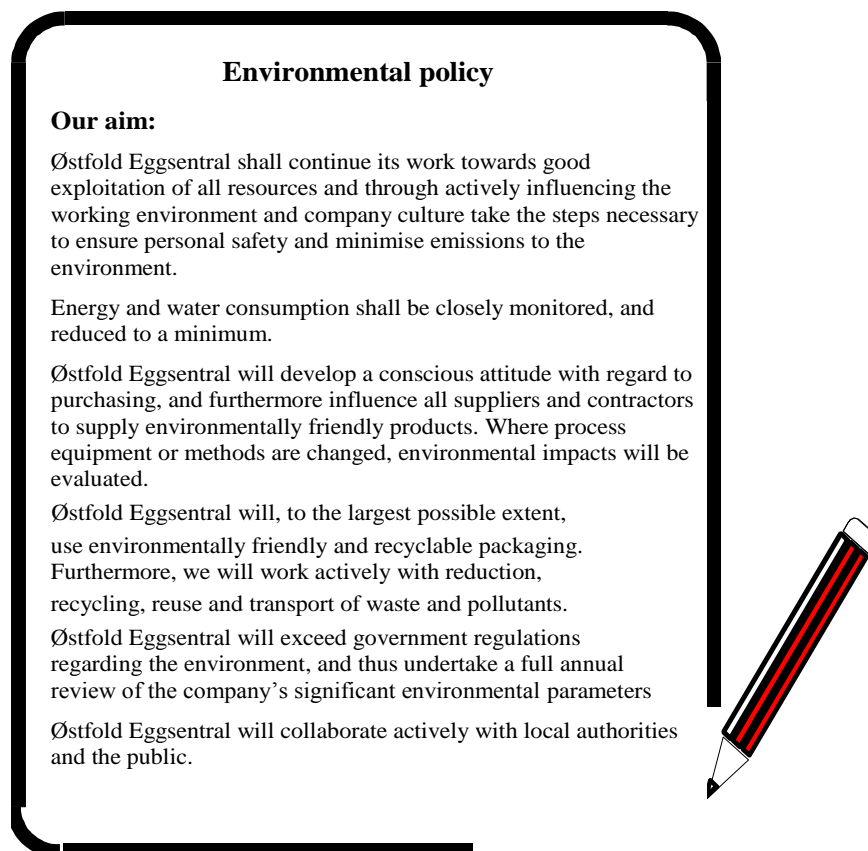 Environmental policy
Our aim:
Østfold Eggsentral shall continue its work towards good
exploitation of all resources and through actively influencing the
working environment and company culture take the steps necessary
to ensure personal safety and minimise emissions to the
environment.
Energy and water consumption shall be closely monitored, and
reduced to a minimum.
Østfold Eggsentral will develop a conscious attitude with regard to
purchasing, and furthermore influence all suppliers and contractors
to supply environmentally friendly products. Where process
equipment or methods are changed, environmental impacts will be
evaluated.
Østfold Eggsentral will, to the largest possible extent,
use environmentally friendly and recyclable packaging.
Furthermore, we will work actively with reduction,
recycling, reuse and transport of waste and pollutants.
Østfold Eggsentral will exceed government regulations
regarding the environment, and thus undertake a full annual
review of the company’s significant environmental parameters
Østfold Eggsentral will collaborate actively with local authorities
and the public.